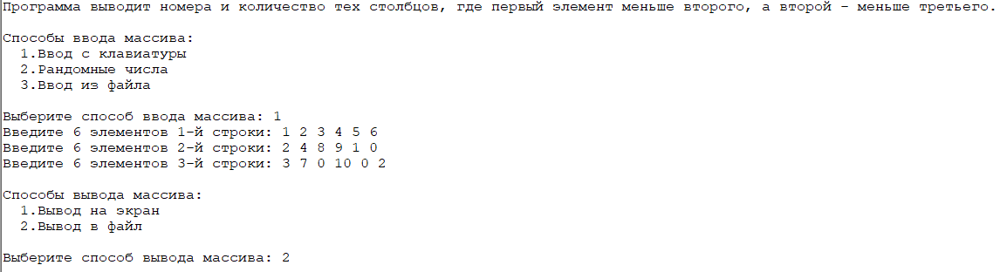 Программа выводит номера и количество тех столбцов, где первый элемент меньше второго, а второй - меньше третьего.
Способы ввода массива:
1.Ввод с клавиатуры
2.Рандомные числа
3.Ввод из файла
Выберите способ ввода массива: 1
Введите 6 элементов 1-й строки: 1 2 3 4 5 6
Введите 6 элементов 2-й строки: 2 4 8 9 1 0
Введите 6 элементов 3-й строки: 3 7 0 10 0 2
Способы вывода массива:
1.Вывод на экран
2.Вывод в файл
Выберите способ вывода массива: 2